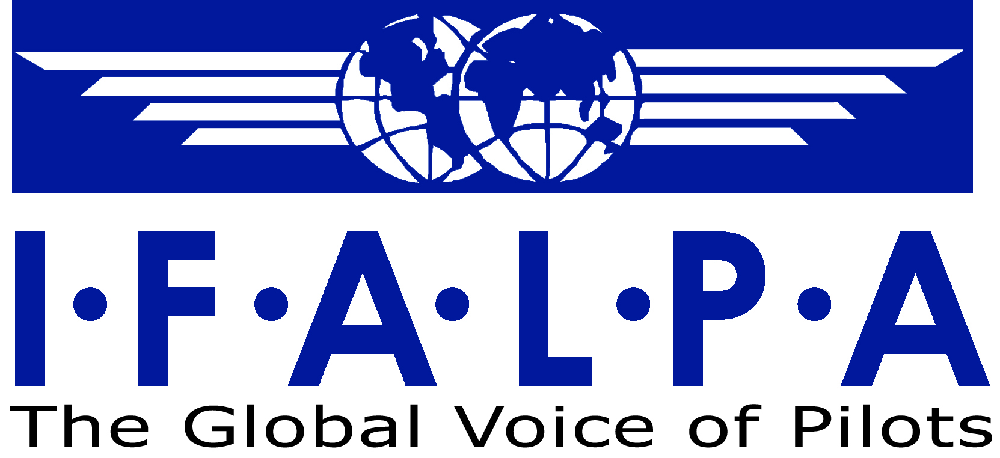 I•F•A•L•P•A
The Global Voice of Pilots